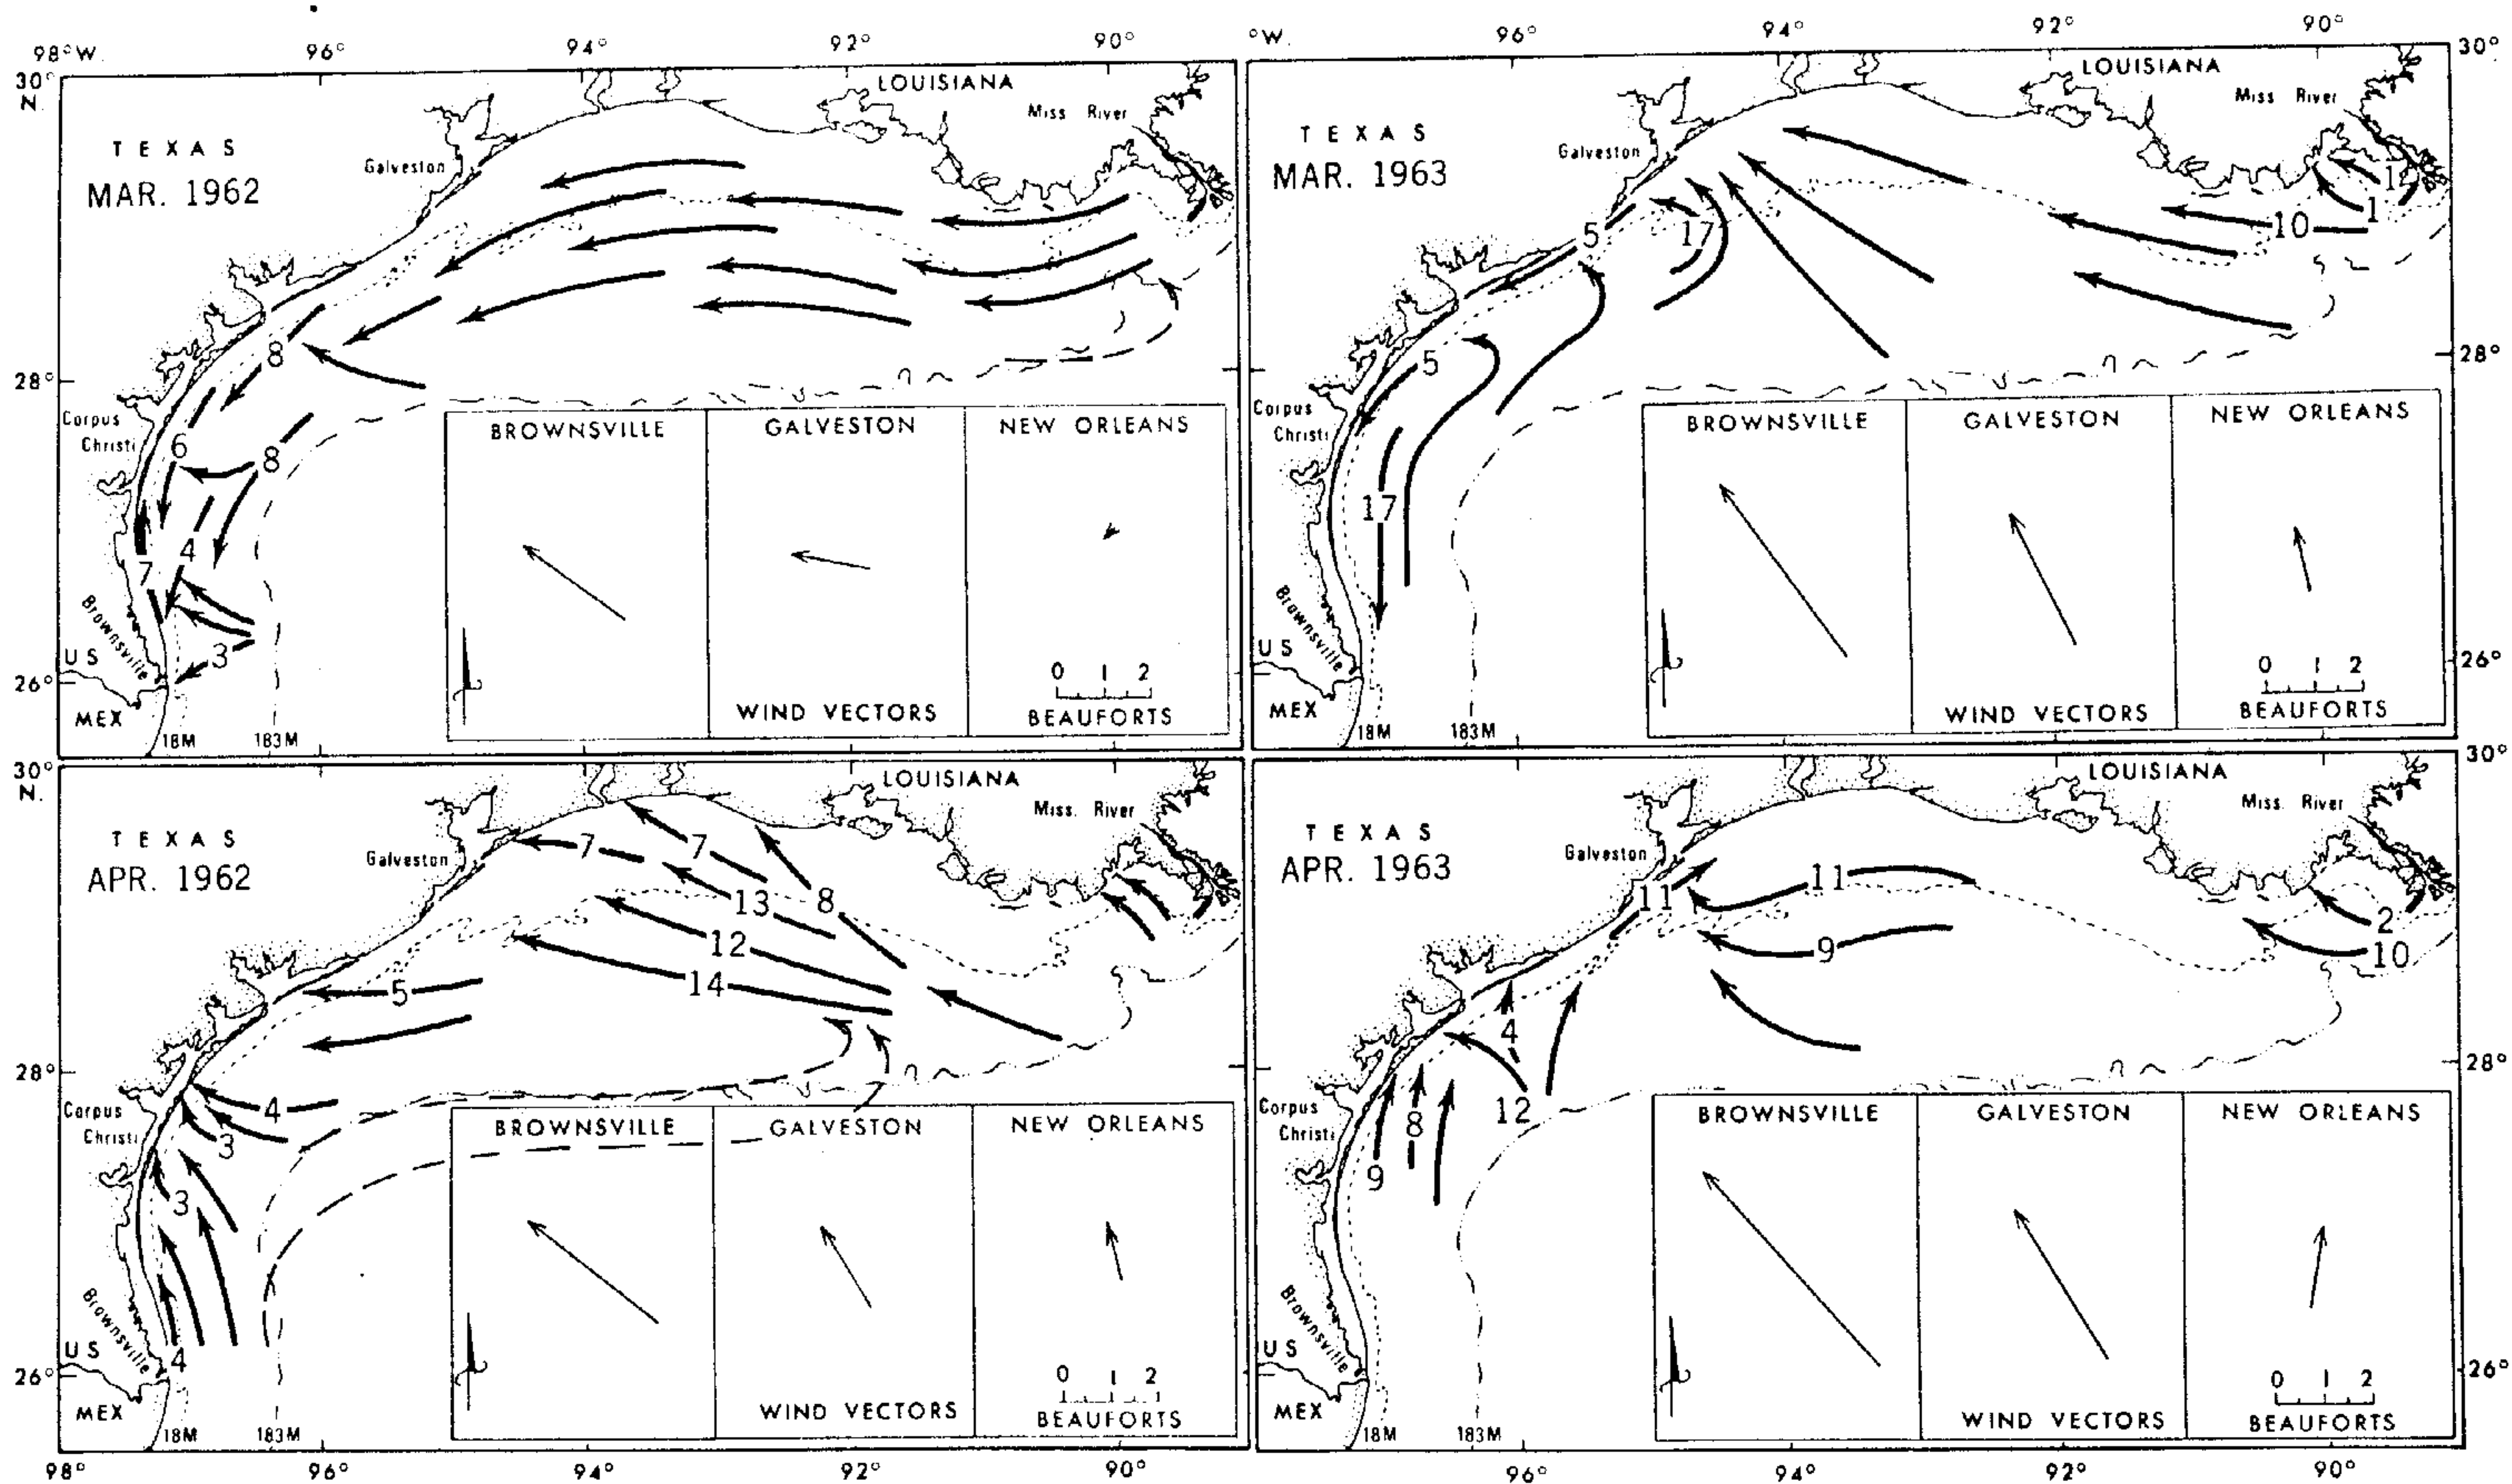 98°W. 96° 94° 92° 90°
°W. 96° 94° 92° 90°
30°
N.
TEXAS
MAR. 1962
LOUISIANA
Miss River
Galveston
8
28°
Corpus
Christi
6
8
4
7
Brownsville
3
US
26°
MEX
18M 183M
BROWNSVILLE GALVESTON NEW ORLEANS
0 1 2
WIND VECTORS BEAUFORTS
30°
TEXAS
MAR. 1963
LOUISIANA
Miss River
Galveston
1
10
17
5
5
28°
Corpus
Christi
17
Brownsville
US
26°
MEX
18M 183M
BROWNSVILLE GALVESTON NEW ORLEANS
0 1 2
WIND VECTORS BEAUFORTS
30°
N.
TEXAS
APR. 1962
LOUISIANA
Miss. River
Galveston
7 7
13 8
12
14
5
28°
Corpus
Christi
4
3
3
Brownsville
4
US
26°
MEX
18M 183M
BROWNSVILLE GALVESTON NEW ORLEANS
0 1 2
WIND VECTORS BEAUFORTS
30°
TEXAS
APR. 1963
LOUISIANA
Miss. River
Galveston
11 11
2
9 10
4
28°
Corpus
Christi
8 12
9
Brownsville
US
26°
MEX
18M 183M
BROWNSVILLE GALVESTON NEW ORLEANS
0 1 2
WIND VECTORS BEAUFORTS
98° 96° 94° 92° 90°
96° 94° 92° 90°